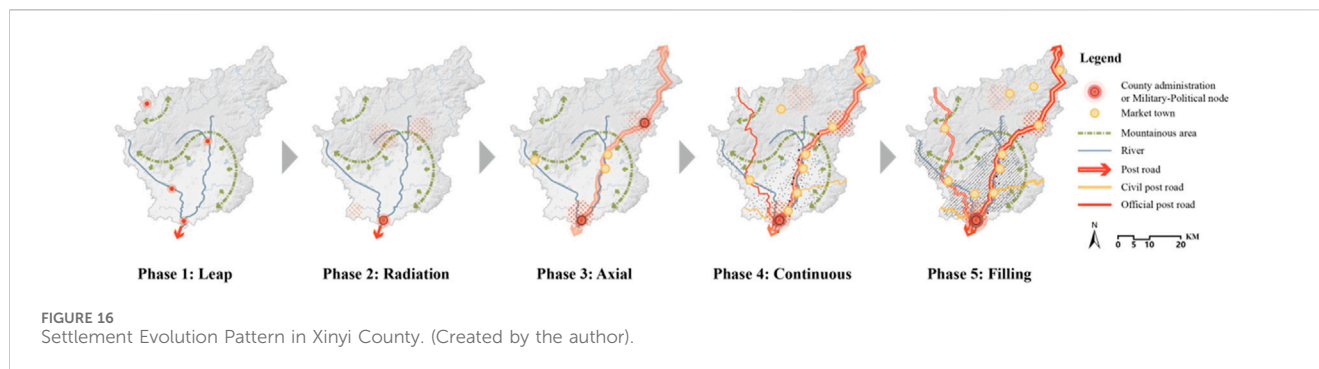 Legend
County administration
or Military-Political node
Market town
Mountainous area
River
Post road
Civil post road
Official post road
N
0 5 10 20 KM
Phase 1: Leap
Phase 2: Radiation
Phase 3: Axial
Phase 4: Continuous
Phase 5: Filling
FIGURE 16
Settlement Evolution Pattern in Xinyi County. (Created by the author).